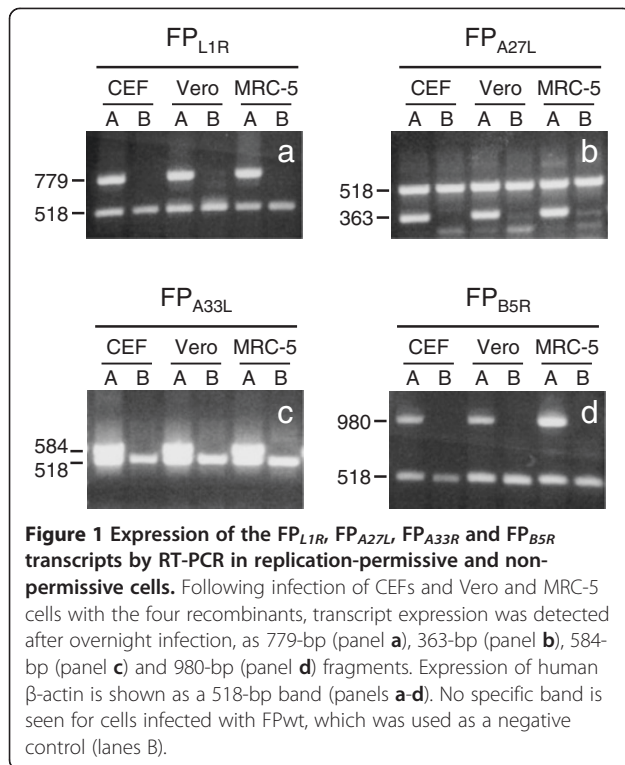 FPL1R
CEF Vero MRC-5
A B A B A B
a
779
518
FPA27L
CEF Vero MRC-5
A B A B A B
b
518
363
FPA33L
CEF Vero MRC-5
A B A B A B
c
584
518
FPB5R
CEF Vero MRC-5
A B A B A B
d
980
518
Figure 1 Expression of the FPL1R, FPA27L, FPA33R and FPB5R
transcripts by RT-PCR in replication-permissive and non-
permissive cells. Following infection of CEFs and Vero and MRC-5
cells with the four recombinants, transcript expression was detected
after overnight infection, as 779-bp (panel a), 363-bp (panel b), 584-
bp (panel c) and 980-bp (panel d) fragments. Expression of human
β-actin is shown as a 518-bp band (panels a-d). No specific band is
seen for cells infected with FPwt, which was used as a negative
control (lanes B).